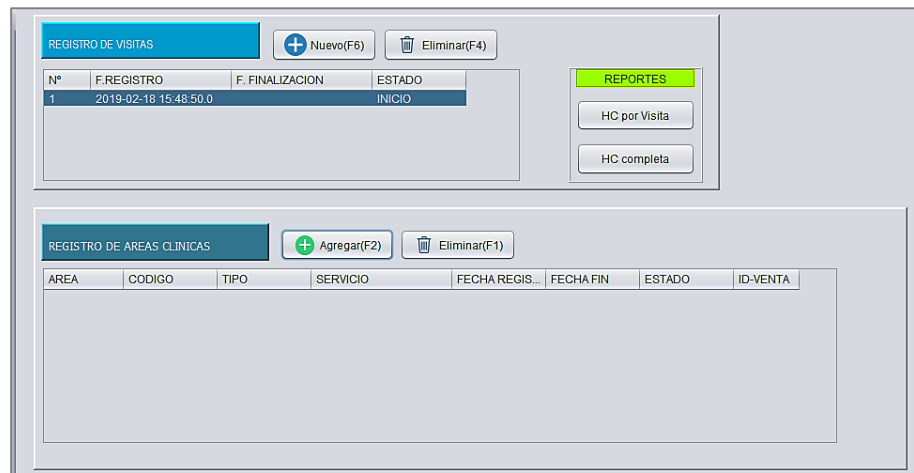 REGISTRO DE VISITAS Nuevo(F6) Eliminar(F4)
Nº F.REGISTRO F. FINALIZACION ESTADO
1 2019-02-18 15:48:50.0 INICIO
REPORTES
HC por Visita
HC completa
REGISTRO DE AREAS CLINICAS Agregar(F2) Eliminar(F1)
AREA CODIGO TIPO SERVICIO FECHA REGIS... FECHA FIN ESTADO ID-VENTA